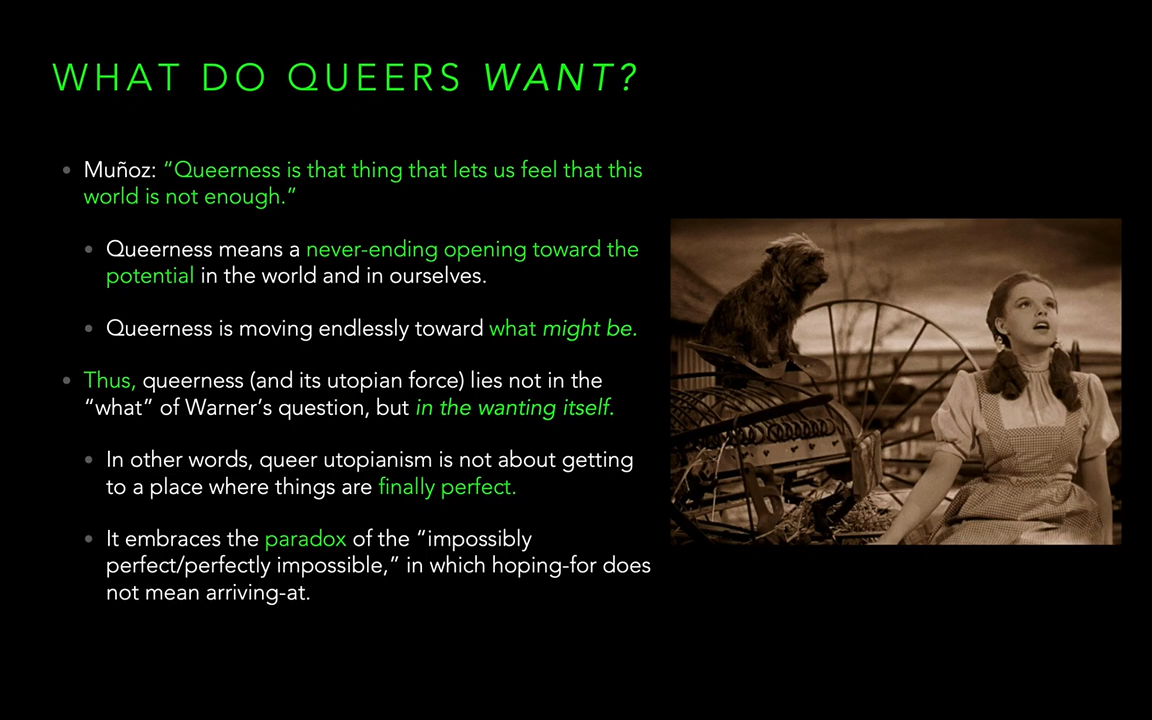 WHAT DO QUEERS WANT?
• Muñoz: “Queerness is that thing that lets us feel that this
world is not enough.”
• Queerness means a never-ending opening toward the
potential in the world and in ourselves.
• Queerness is moving endlessly toward what might be.
• Thus, queerness (and its utopian force) lies not in the
“what” of Warner’s question, but in the wanting itself.
• In other words, queer utopianism is not about getting
to a place where things are finally perfect.
• It embraces the paradox of the “impossibly
perfect/perfectly impossible,” in which hoping-for does
not mean arriving-at.